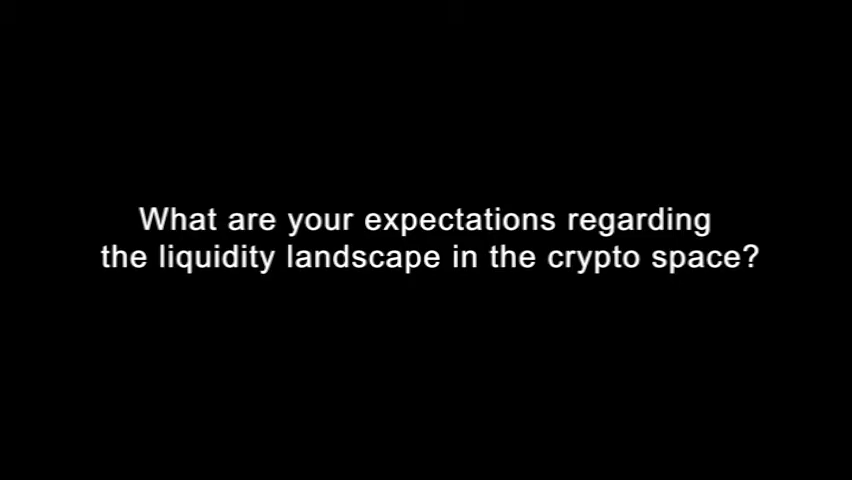 What are your expectations regarding
the liquidity landscape in the crypto space?